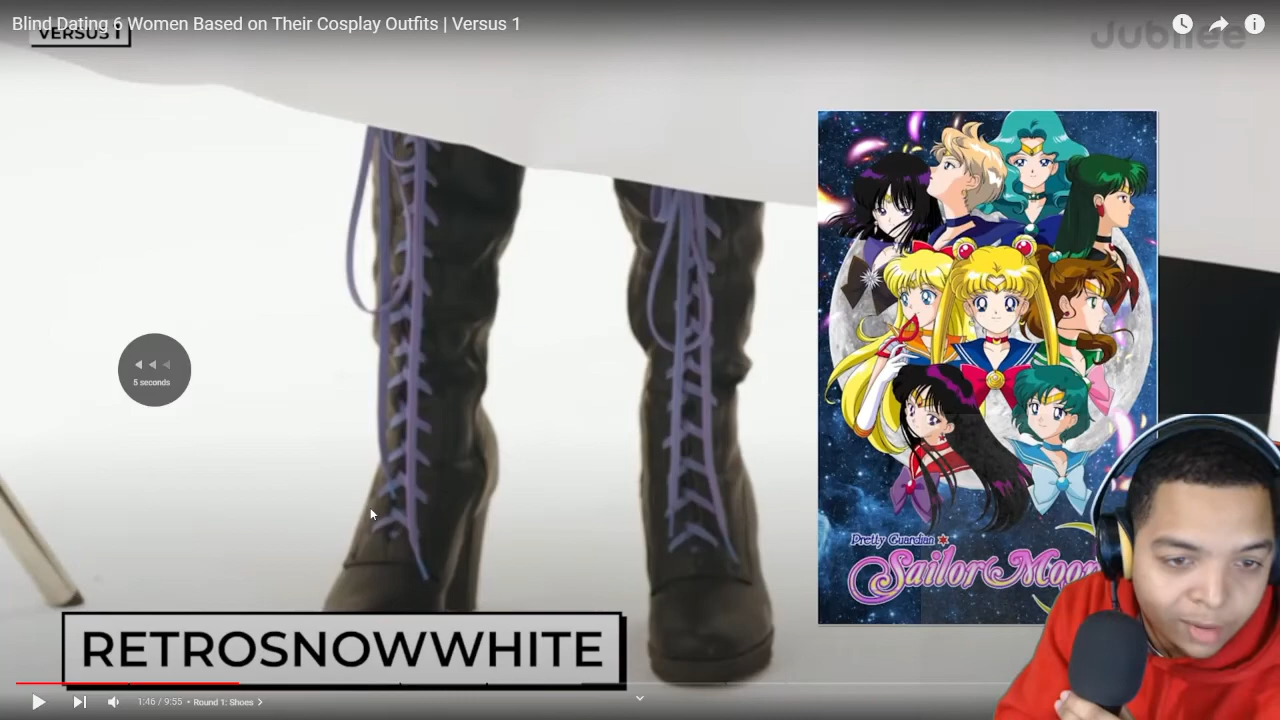 Blind Dating 6 Women Based on Their Cosplay Outfits | Versus 1
VERSUS 1
Jubilee
5 seconds
Pretty Guardian
Sailor Moon
RETROSNOWWHITE
1:46 / 9:55 • Round 1: Shoes